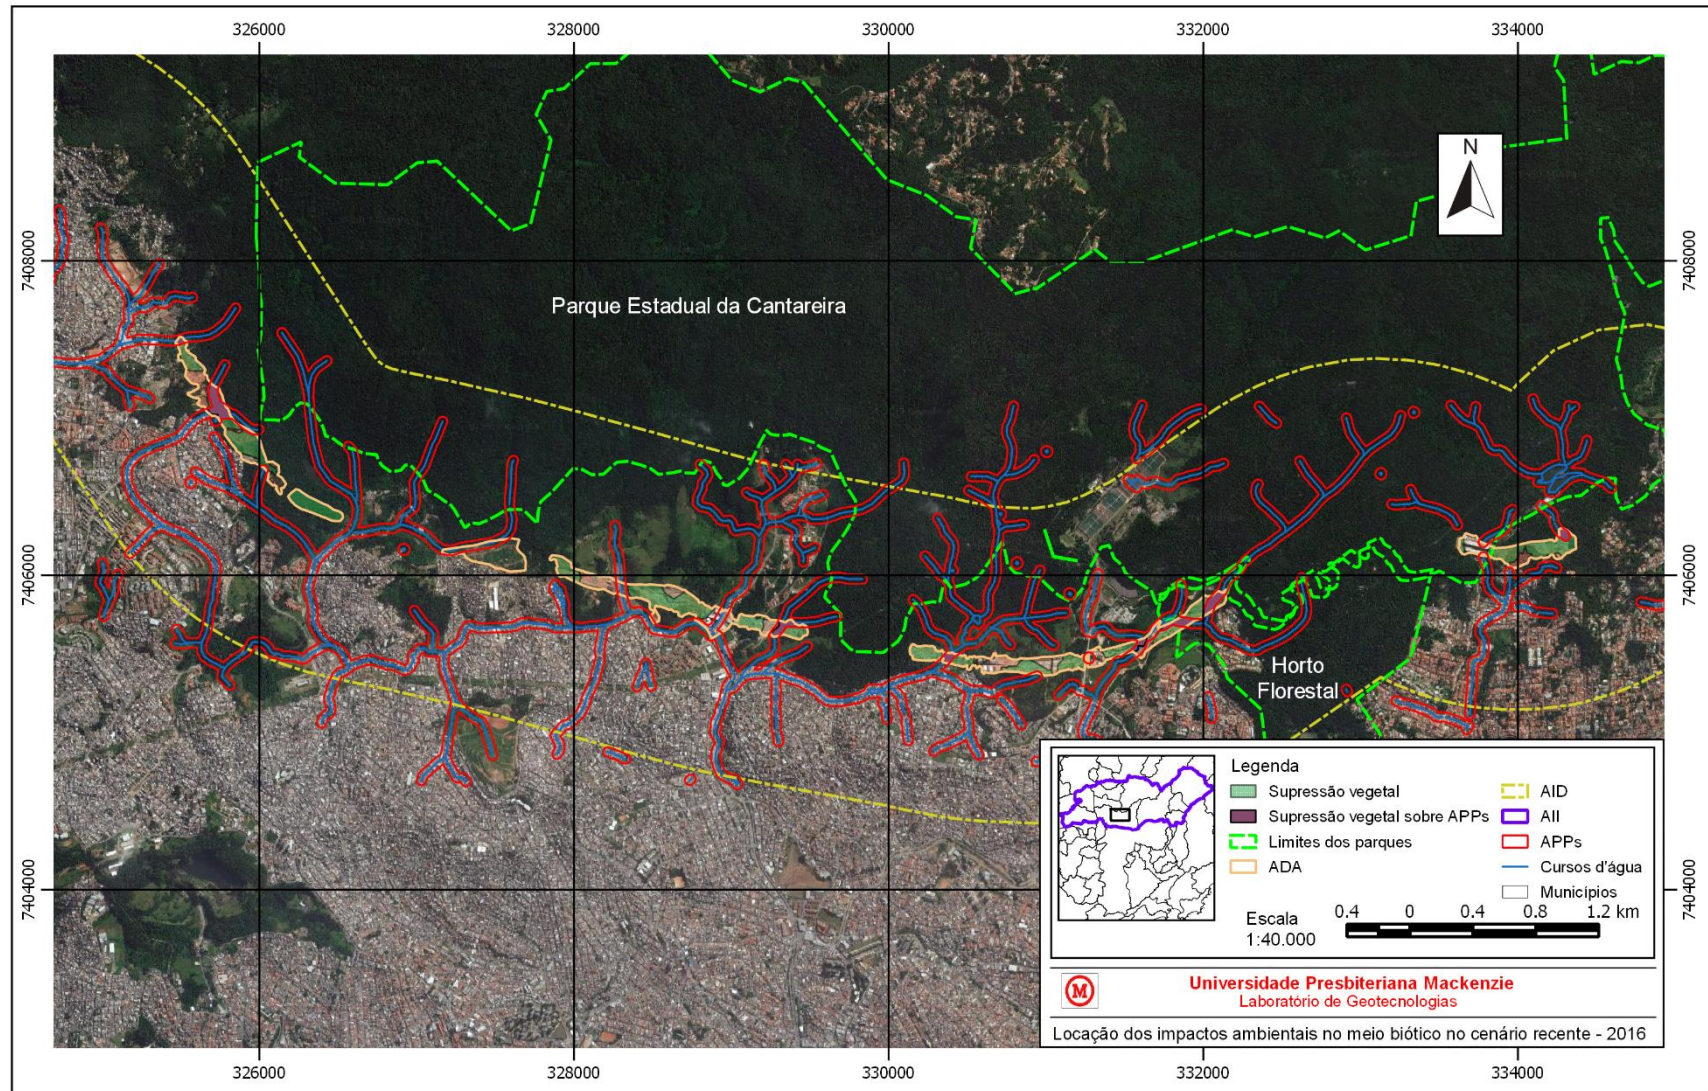 326000 328000 330000 332000 334000
N
7408000 7408000
Parque Estadual da Cantareira
7406000 7406000
Horto
Florestal
Legenda
Supressão vegetal
Supressão vegetal sobre APPs
Limites dos parques
ADA
AID
AII
APPs
Cursos d'água
Municípios
7404000 7404000
Escala
1:40.000
0.4 0 0.4 0.8 1.2 km
M
Universidade Presbiteriana Mackenzie
Laboratório de Geotecnologias
Locação dos impactos ambientais no meio biótico no cenário recente - 2016
326000 328000 330000 332000 334000